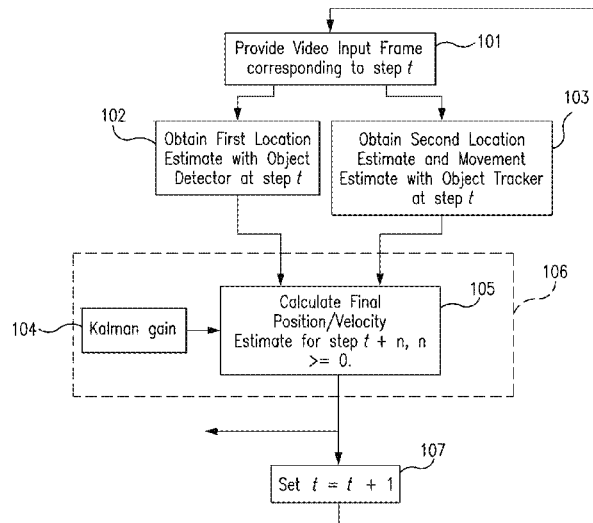 Provide Video Input Frame
corresponding to step t
101
102
103
Obtain First Location
Estimate with Object
Detector at step t
Obtain Second Location
Estimate and Movement
Estimate with Object Tracker
at step t
106
105
104
Kalman gain
Calculate Final
Position/Velocity
Estimate for step t + n, n
>= 0.
107
Set t = t + 1